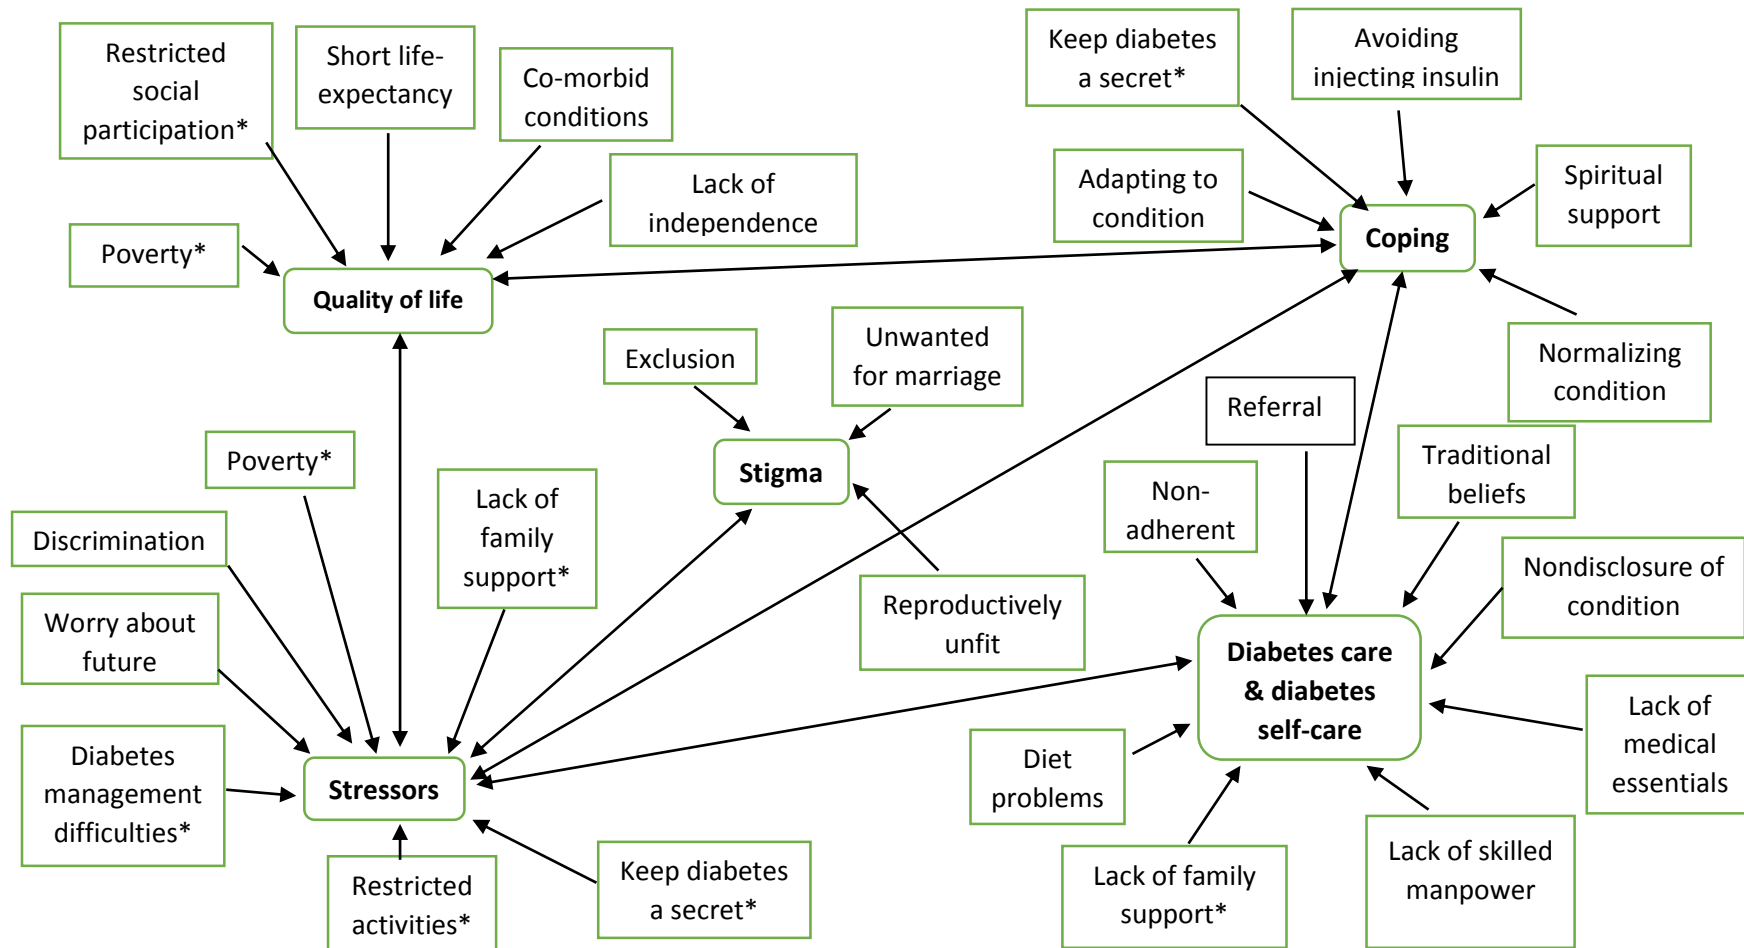 Restricted
social
participation*
Short life-
expectancy
Co-morbid
conditions
Lack of
independence
Poverty*
Quality of life
Keep diabetes
a secret*
Avoiding
injecting insulin
Adapting to
condition
Spiritual
support
Coping
Normalizing
condition
Exclusion
Unwanted
for marriage
Stigma
Reproductively
unfit
Referral
Traditional
beliefs
Non-
adherent
Nondisclosure of
condition
Diabetes care
& diabetes
self-care
Lack of
medical
essentials
Diet
problems
Lack of family
support*
Lack of skilled
manpower
Poverty*
Lack of
family
support*
Discrimination
Worry about
future
Diabetes
management
difficulties*
Stressors
Restricted
activities*
Keep diabetes
a secret*